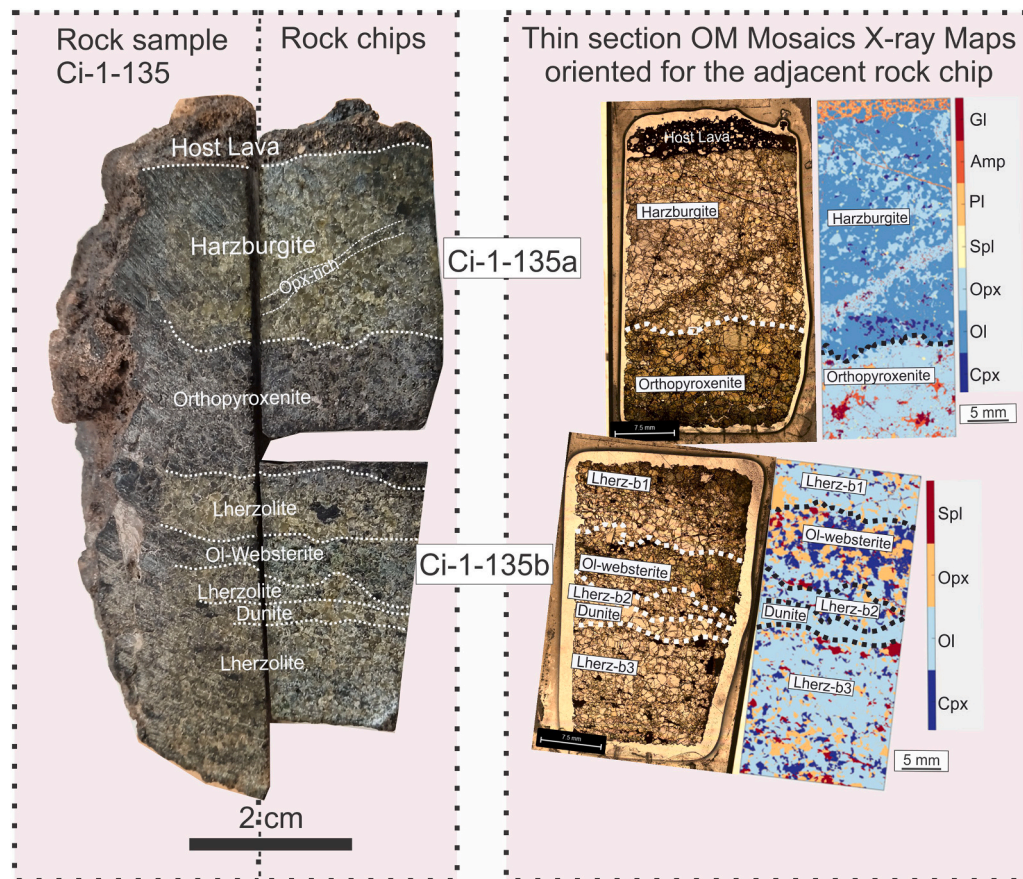 Rock sample
Ci-1-135
Rock chips
Host Lava
Harzburgite
Opx-rich
Orthopyroxenite
Lherzolite
Ol-Websterite
Lherzolite
Dunite
Lherzolite
2 cm
Ci-1-135a
Ci-1-135b
Thin section OM Mosaics X-ray Maps
oriented for the adjacent rock chip
Host Lava
Harzburgite
Orthopyroxenite
7.5 mm
Harzburgite
Orthopyroxenite
Gl
Amp
Pl
Spl
Opx
Ol
Cpx
5 mm
Lherz-b1
Ol-websterite
Lherz-b2
Dunite
Lherz-b3
7.5 mm
Lherz-b1
Ol-websterite
Lherz-b2
Dunite
Lherz-b3
Spl
Opx
Ol
Cpx
5 mm